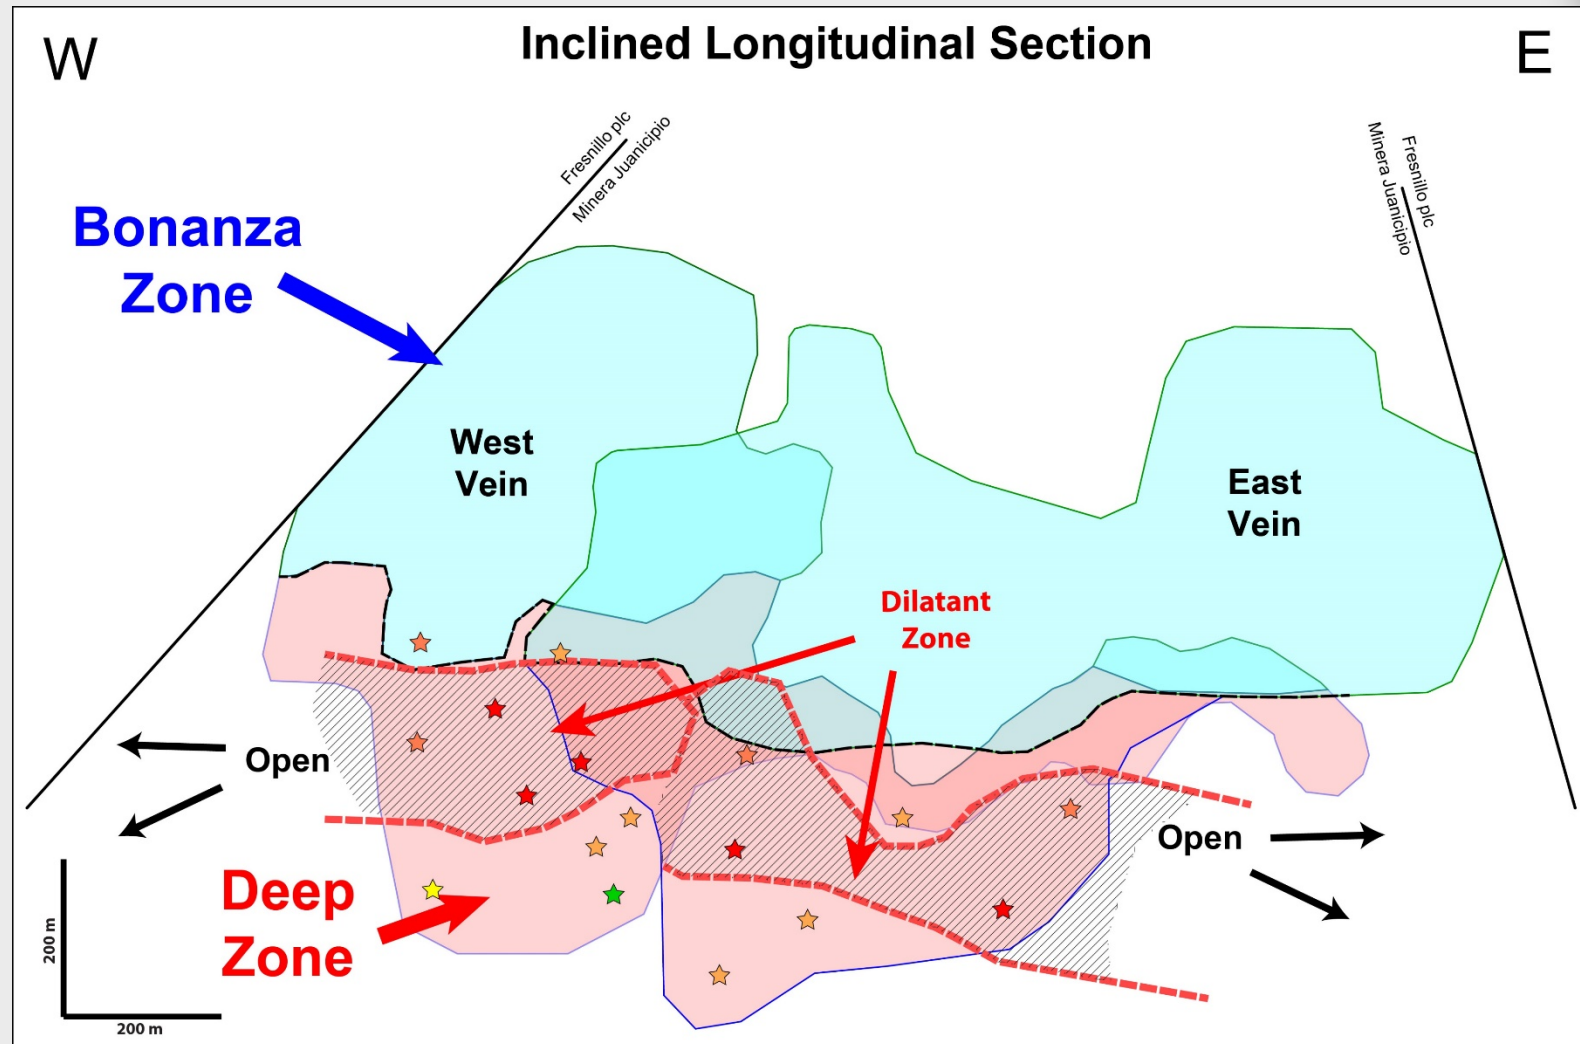 W
Inclined Longitudinal Section
E
Fresnillo plc
Minera Juanicipio
Fresnillo plc
Minera Juanicipio
Bonanza
Zone
West
Vein
East
Vein
Dilatant
Zone
Open
Open
Deep
Zone
200 m
200 m